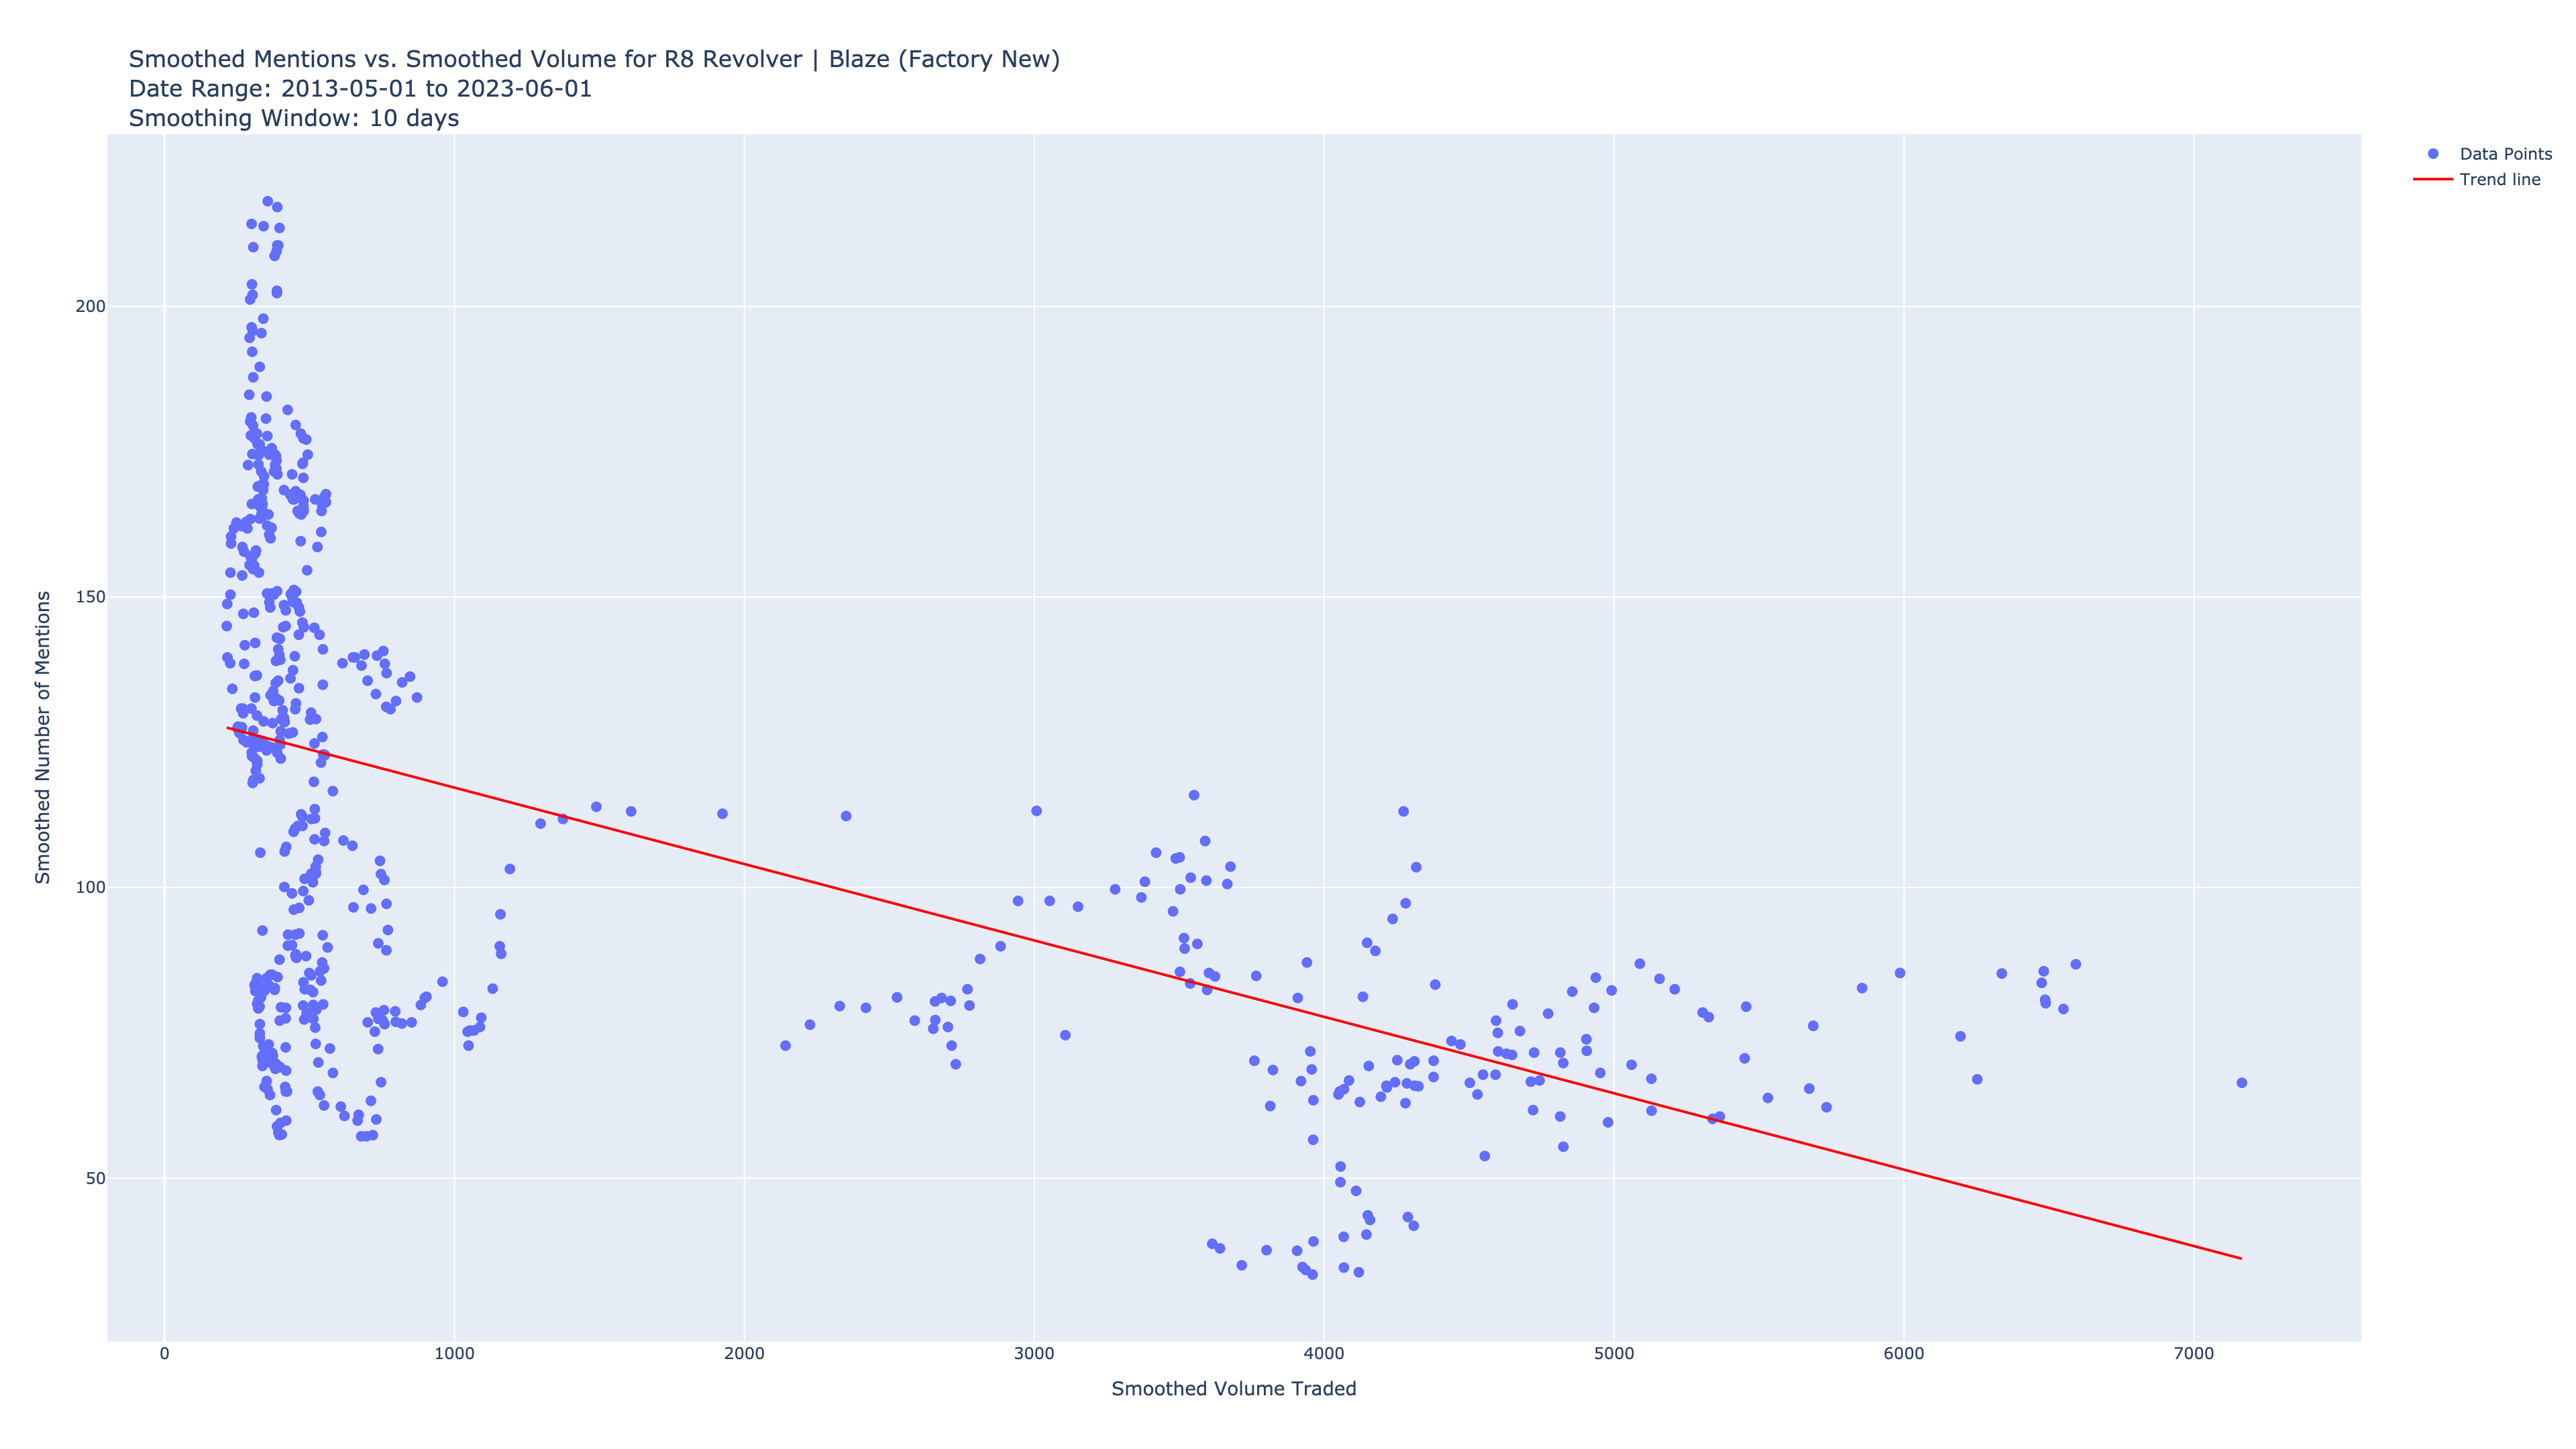 Smoothed Mentions vs. Smoothed Volume for R8 Revolver | Blaze (Factory New)
Date Range: 2013-05-01 to 2023-06-01
Smoothing Window: 10 days
Data Points
Trend line
Smoothed Number of Mentions
200
150
100
50
0
1000
2000
3000
4000
5000
6000
7000
Smoothed Volume Traded